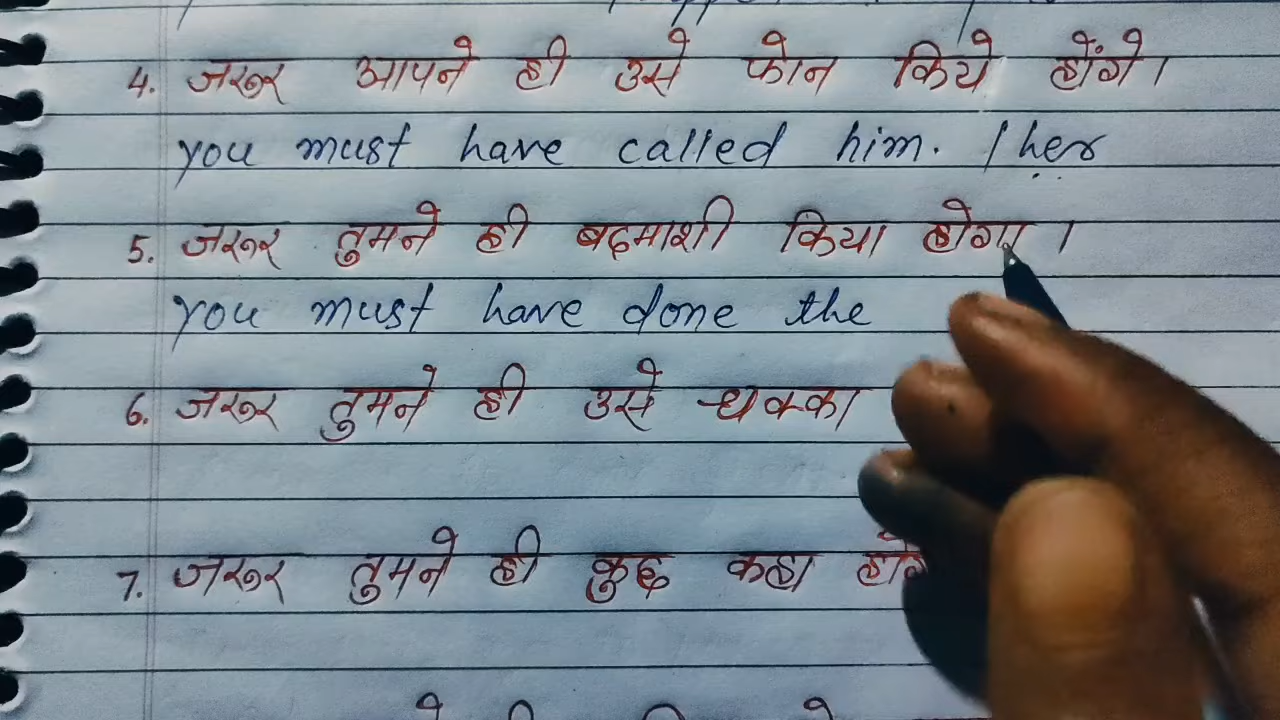 4. जरूर आपने ही उसे फोन किये होंगे।
you must have called him. / her
5. जरूर तुमने ही बदमाशी किया होगा।
you must have done the
6. जरूर तुमने ही उसे धक्का
7. जरूर तुमने ही कुछ कहा